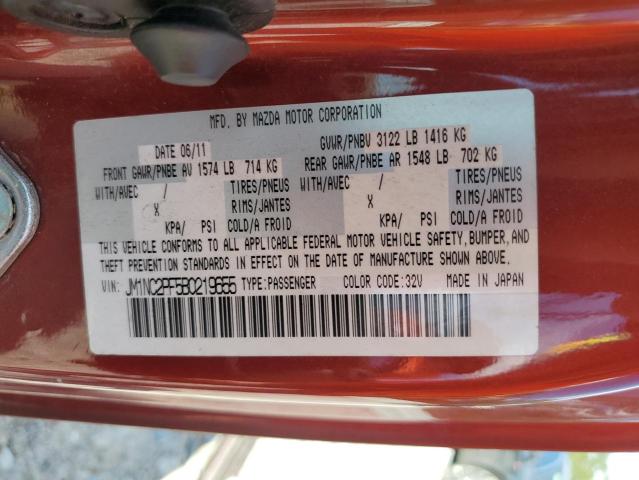 MFD. BY MAZDA MOTOR CORPORATION
DATE 06/11 GVWR/PNBV 3122 LB 1416 KG
FRONT GAWR/PNBE AV 1574 LB 714 KG REAR GAWR/PNBE AR 1548 LB 702 KG
WITH/AVEC / TIRES/PNEUS WITH/AVEC / TIRES/PNEUS
X RIMS/JANTES X RIMS/JANTES
KPA/ PSI COLD/A FROID KPA/ PSI COLD/A FROID
THIS VEHICLE CONFORMS TO ALL APPLICABLE FEDERAL MOTOR VEHICLE SAFETY, BUMPER, AND
THEFT PREVENTION STANDARDS IN EFFECT ON THE DATE OF MANUFACTURE SHOWN ABOVE.
VIN: JM1NC2PF5B0219655 TYPE:PASSENGER COLOR CODE:32V MADE IN JAPAN